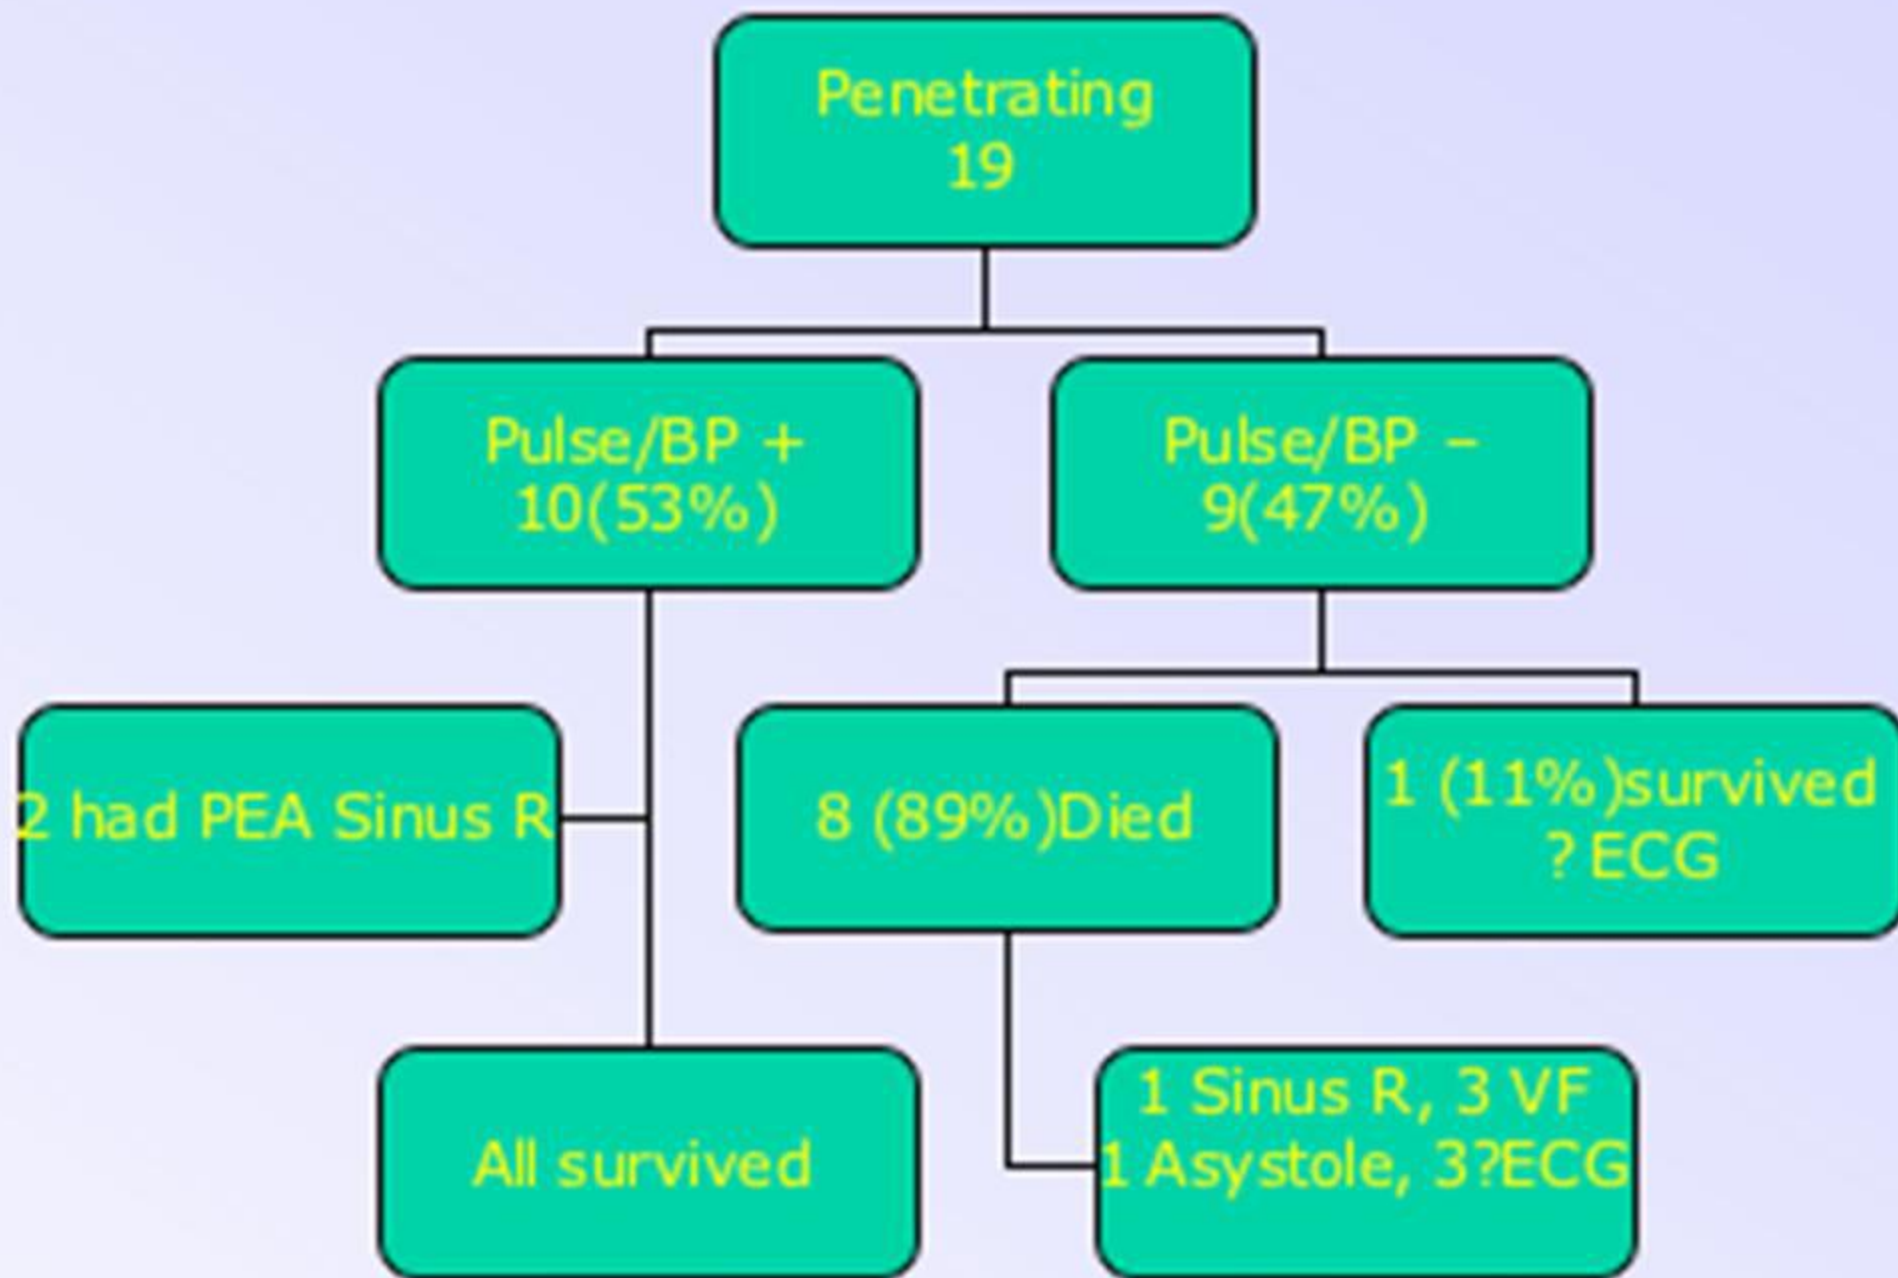 Penetrating
19
Pulse/BP +
10(53%)
Pulse/BP –
9(47%)
2 had PEA Sinus R
8 (89%)Died
1 (11%)survived
? ECG
All survived
1 Sinus R, 3 VF
1 Asystole, 3?ECG